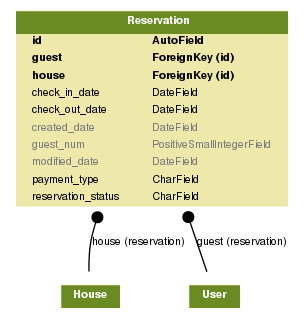 Reservation
id AutoField
guest ForeignKey (id)
house ForeignKey (id)
check_in_date DateField
check_out_date DateField
created_date DateField
guest_num PositiveSmallIntegerField
modified_date DateField
payment_type CharField
reservation_status CharField
house (reservation) guest (reservation)
House User